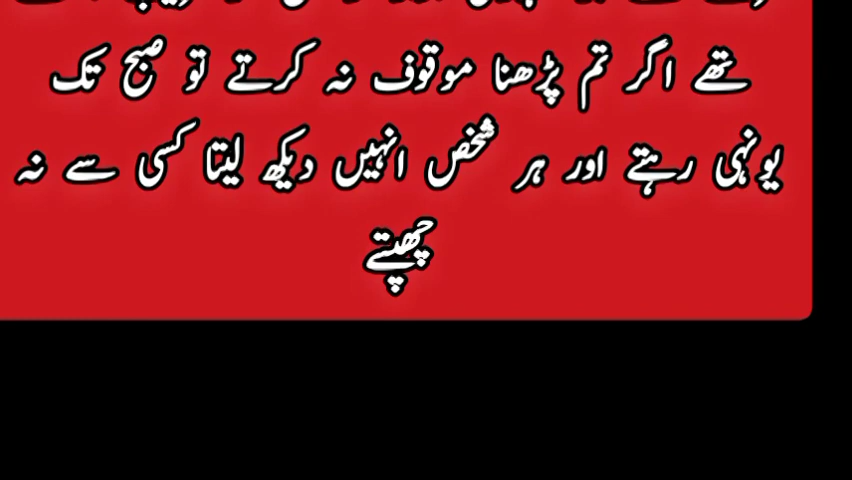 تھے اگر تم پڑھنا موقوف نہ کرتے تو صبح تک
یونہی رہتے اور ہر شخص انہیں دیکھ لیتا کسی سے نہ
چھپتے